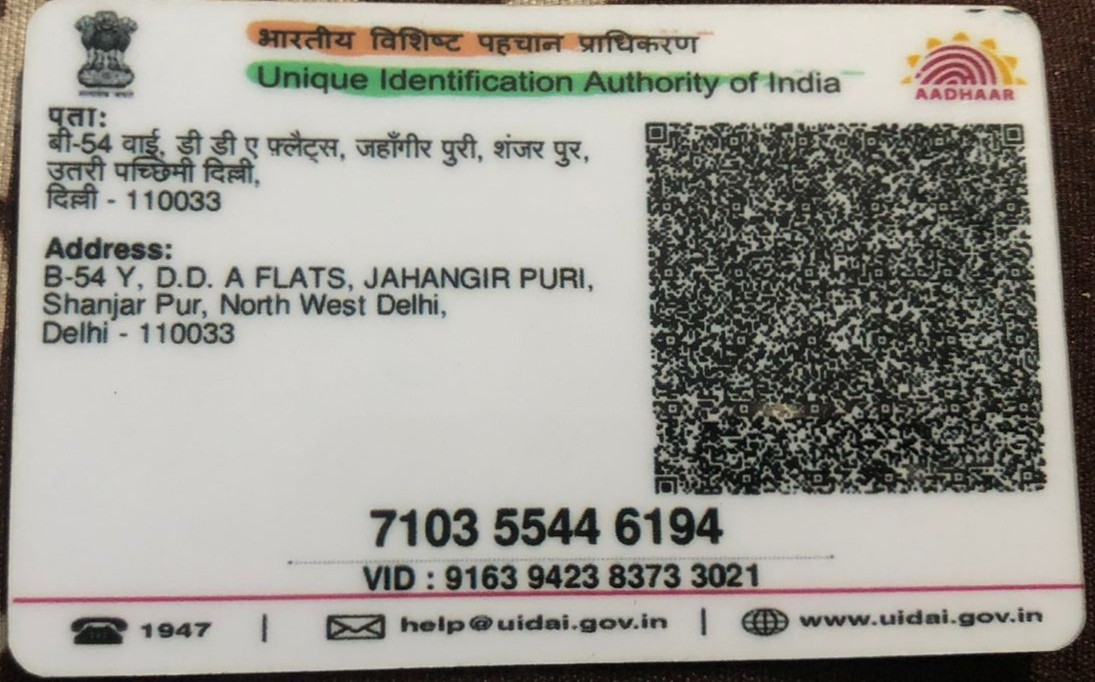 भारतीय विशिष्ट पहचान प्राधिकरण
Unique Identification Authority of India
AADHAAR
पता:
बी-54 वाई, डी डी ए फ़्लैट्स, जहाँगीर पुरी, शंजर पुर,
उतरी पच्छिमी दिल्ली,
दिल्ली - 110033
Address:
B-54 Y, D.D. A FLATS, JAHANGIR PURI,
Shanjar Pur, North West Delhi,
Delhi - 110033
7103 5544 6194
VID : 9163 9423 8373 3021
1947 | help@uidai.gov.in | www.uidai.gov.in